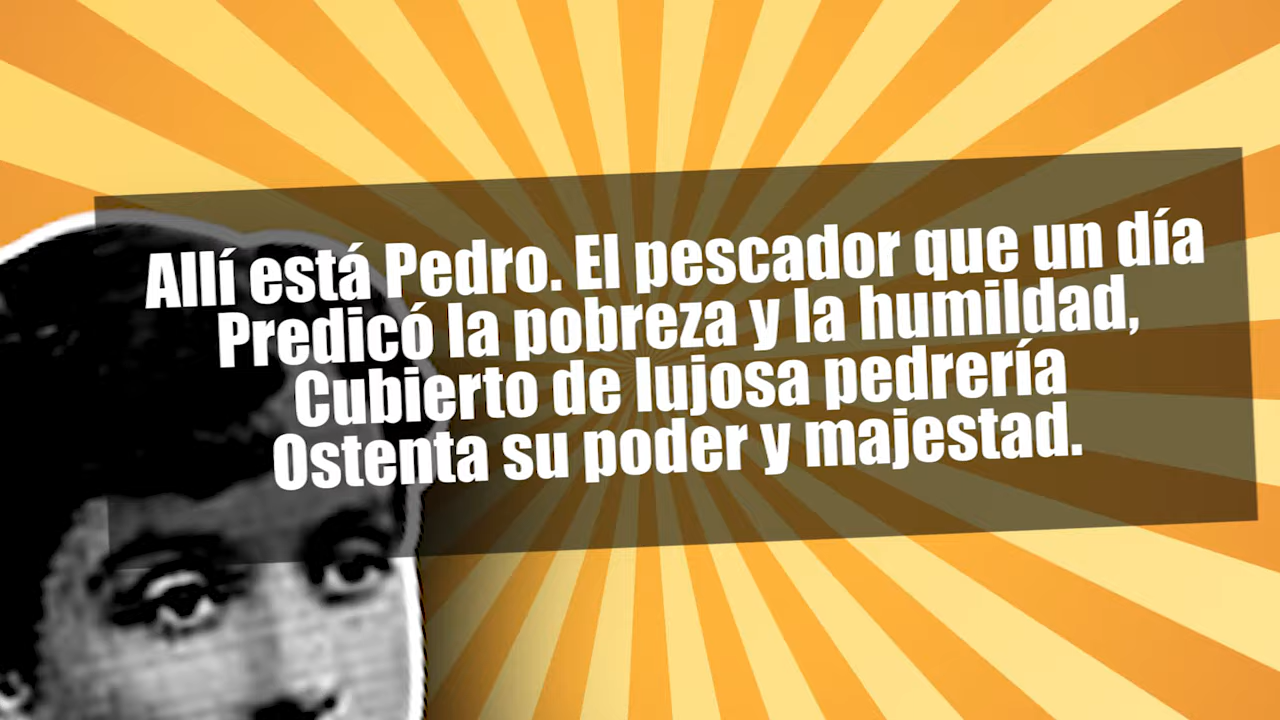 Allí está Pedro. El pescador que un día
Predicó la pobreza y la humildad,
Cubierto de lujosa pedrería
Ostenta su poder y majestad.